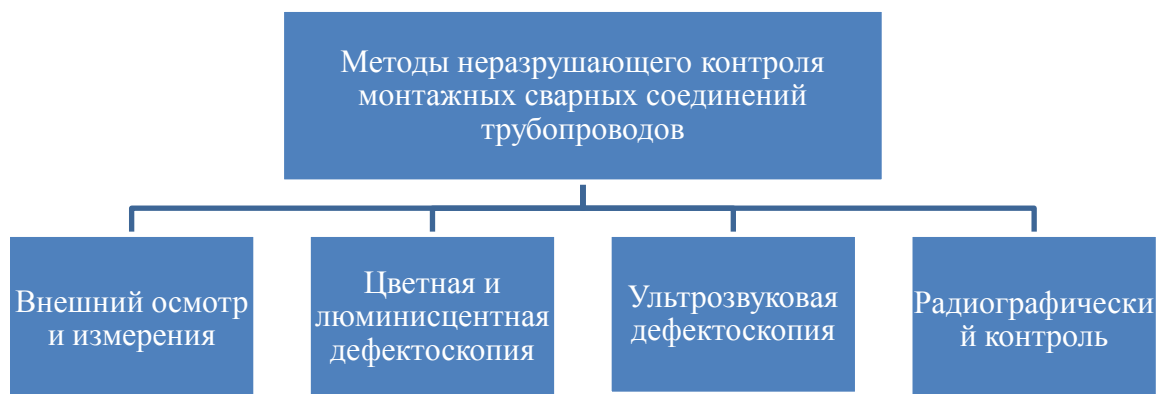 Методы неразрушающего контроля
монтажных сварных соединений
трубопроводов
Внешний осмотр
и измерения
Цветная и
люминисцентная
дефектоскопия
Ультрозвуковая
дефектоскопия
Радиографически
й контроль